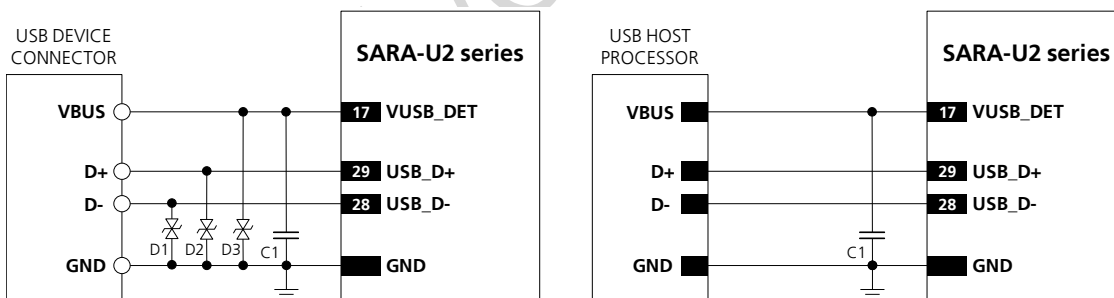 USB DEVICE
CONNECTOR
SARA-U2 series
VBUS
17 VUSB_DET
D+
29 USB_D+
D-
28 USB_D-
D1 D2 D3 C1
GND
GND
USB HOST
PROCESSOR
SARA-U2 series
VBUS
17 VUSB_DET
D+
29 USB_D+
D-
28 USB_D-
C1
GND
GND